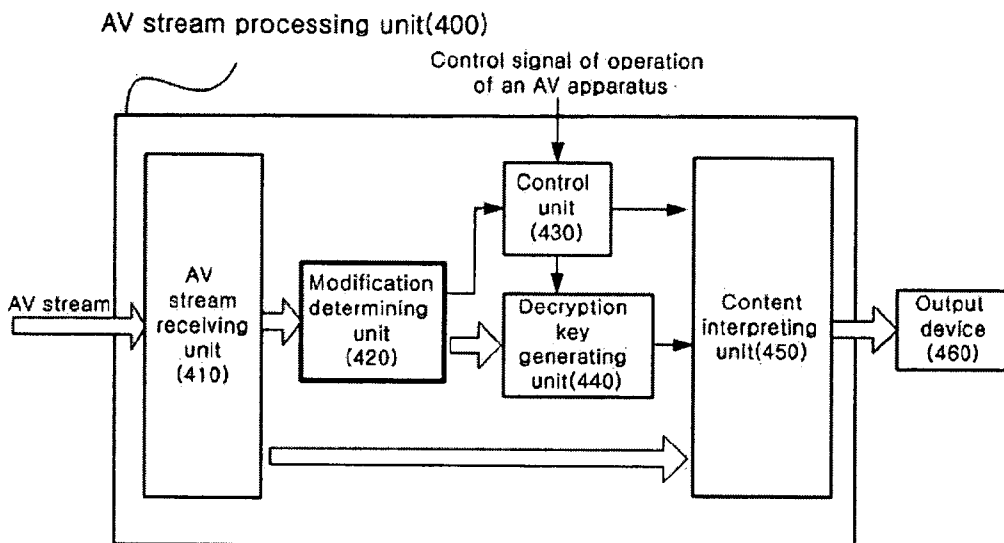 AV stream processing unit(400)
Control signal of operation
of an AV apparatus
Control
unit
(430)
AV stream
AV
stream
receiving
unit
(410)
Modification
determining
unit
(420)
Decryption
key
generating
unit(440)
Content
interpreting
unit(450)
Output
device
(460)